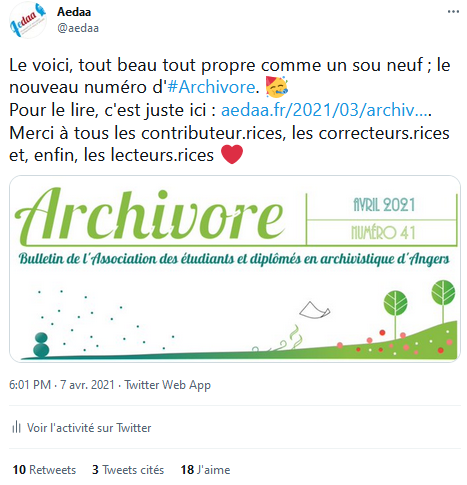 Aedaa
@aedaa
Le voici, tout beau tout propre comme un sou neuf ; le
nouveau numéro d'#Archivore. 🥳
Pour le lire, c'est juste ici : aedaa.fr/2021/03/archiv….
Merci à tous les contributeur.rices, les correcteurs.rices
et, enfin, les lecteurs.rices ❤️
Archivore
AVRIL 2021
NUMÉRO 41
Bulletin de l'Association des étudiants et diplômés en archivistique d'Angers
6:01 PM · 7 avr. 2021 · Twitter Web App
Voir l'activité sur Twitter
10 Retweets 3 Tweets cités 18 J'aime